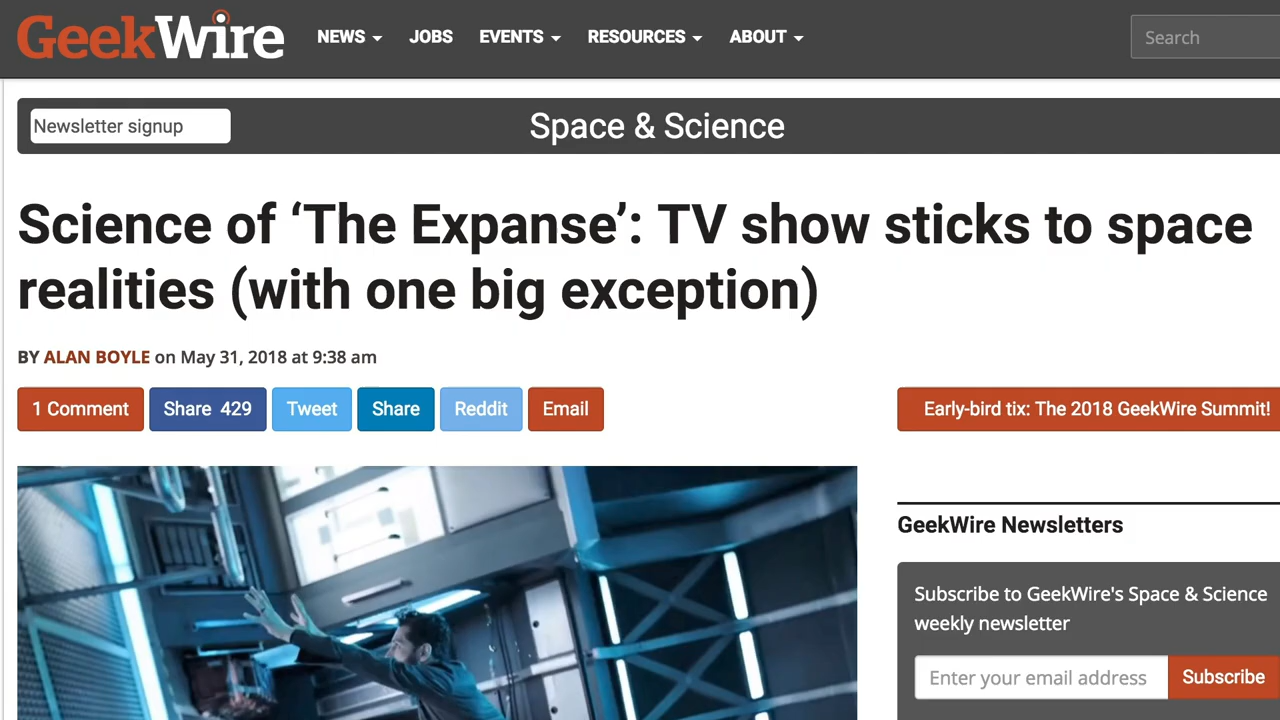 GeekWire NEWS JOBS EVENTS RESOURCES ABOUT Search
Newsletter signup Space & Science
Science of ‘The Expanse’: TV show sticks to space
realities (with one big exception)
BY ALAN BOYLE on May 31, 2018 at 9:38 am
1 Comment Share 429 Tweet Share Reddit Email
Early-bird tix: The 2018 GeekWire Summit!
GeekWire Newsletters
Subscribe to GeekWire's Space & Science
weekly newsletter
Enter your email address Subscribe